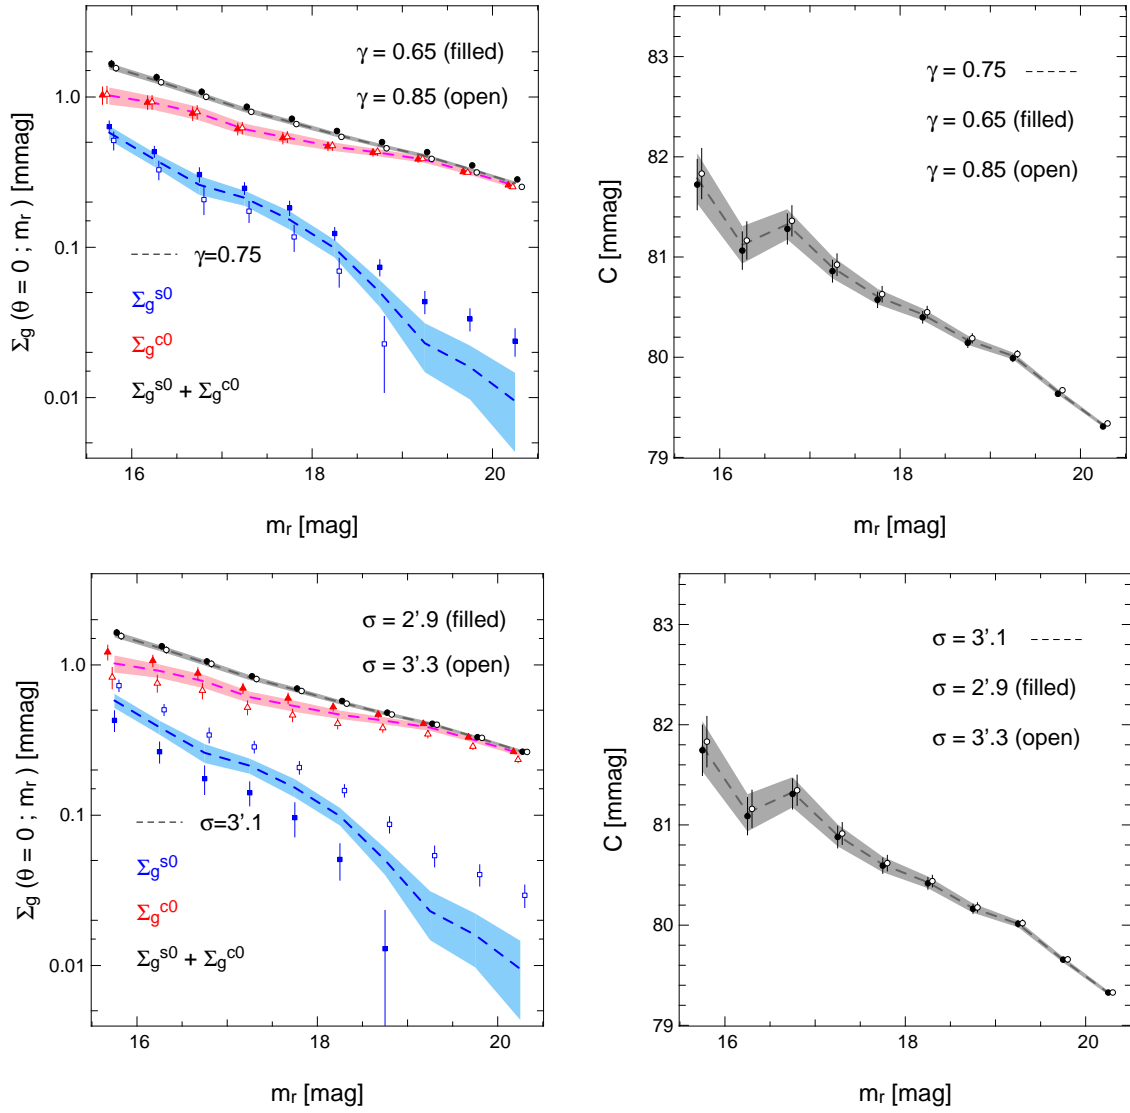 γ = 0.65 (filled)
γ = 0.85 (open)
1.0
0.1
0.01
Σg (θ = 0 ; mr ) [mmag]
γ=0.75
Σg^s0
Σg^c0
Σg^s0 + Σg^c0
16 18 20
mr [mag]
γ = 0.75
γ = 0.65 (filled)
γ = 0.85 (open)
83
82
81
80
79
C [mmag]
16 17 18 19 20
mr [mag]
σ = 2'.9 (filled)
σ = 3'.3 (open)
1.0
0.1
0.01
Σg (θ = 0 ; mr ) [mmag]
σ=3'.1
Σg^s0
Σg^c0
Σg^s0 + Σg^c0
16 18 20
mr [mag]
σ = 3'.1
σ = 2'.9 (filled)
σ = 3'.3 (open)
83
82
81
80
79
C [mmag]
16 17 18 19 20
mr [mag]